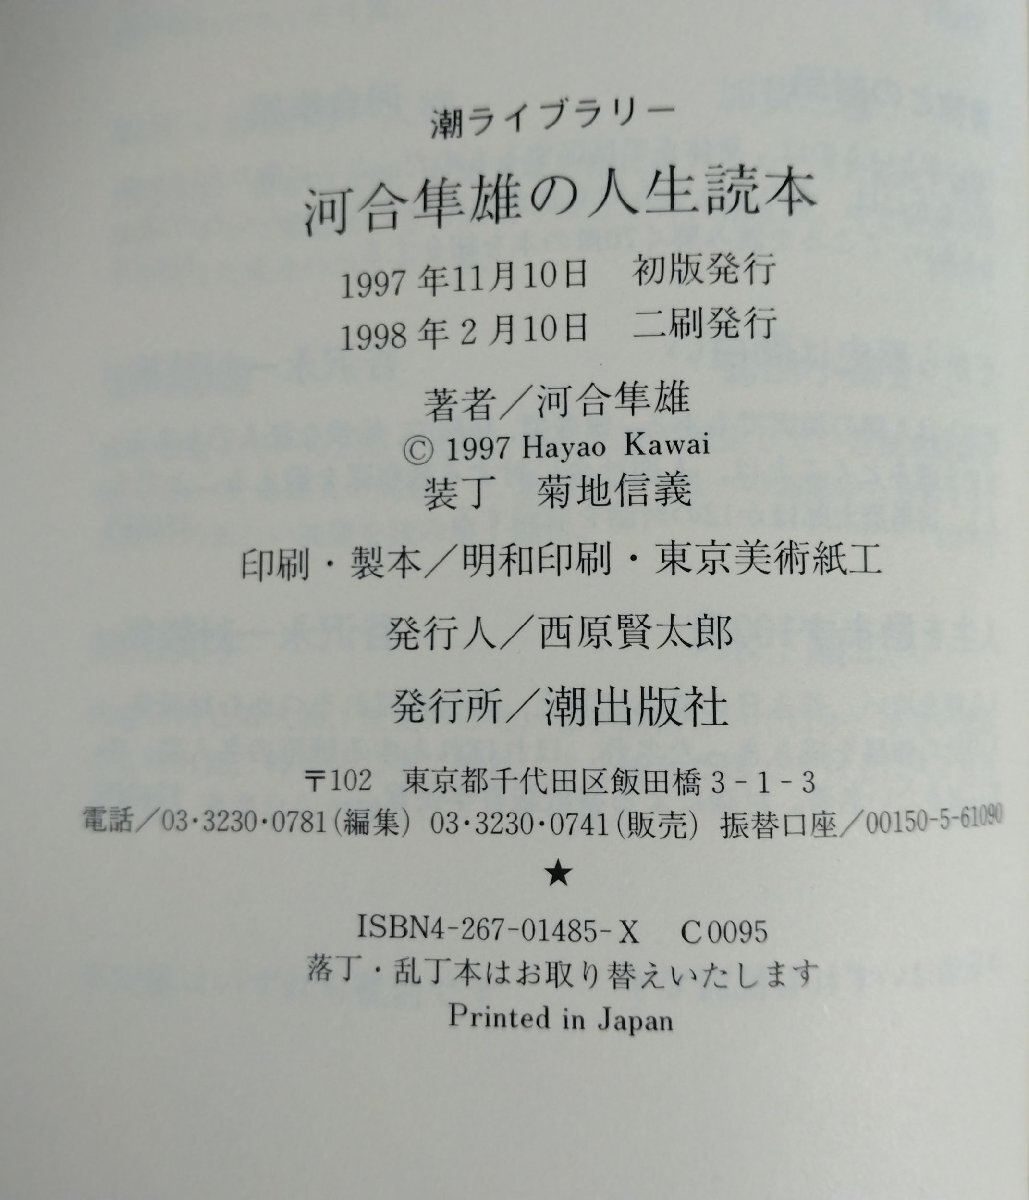 潮ライブラリー
河合隼雄の人生読本
1997年11月10日　初版発行
1998年2月10日　二刷発行
著者／河合隼雄
© 1997 Hayao Kawai
装丁　菊地信義
印刷・製本／明和印刷・東京美術紙工
発行人／西原賢太郎
発行所／潮出版社
〒102　東京都千代田区飯田橋3-1-3
電話／03・3230・0781(編集) 03・3230・0741(販売) 振替口座／00150-5-61090
★
ISBN4-267-01485-X　C0095
落丁・乱丁本はお取り替えいたします
Printed in Japan